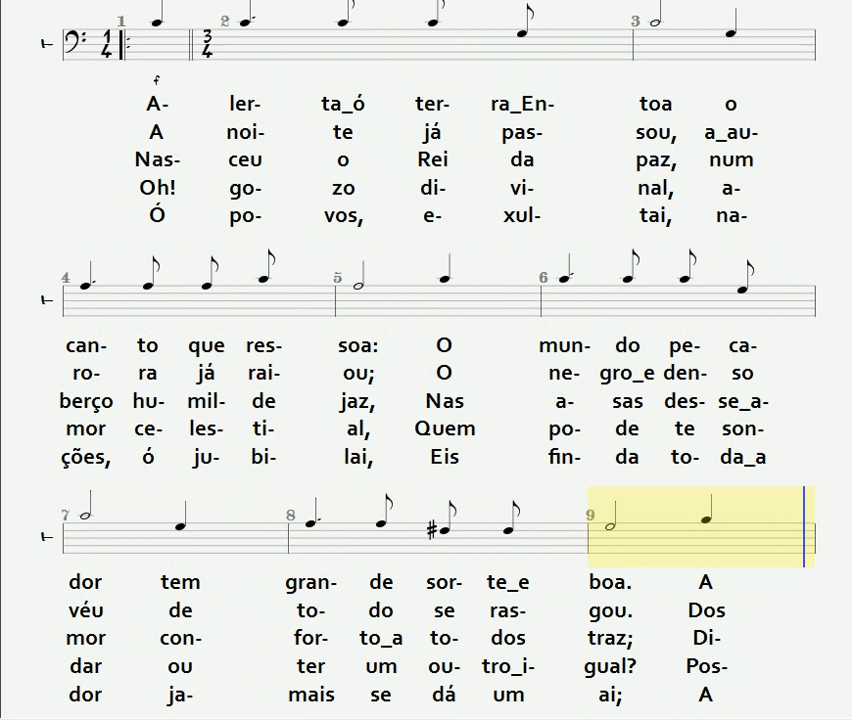 1 2 3
T 1 4 3 4
f
A- ler- ta_ó ter- ra_En- toa o
A noi- te já pas- sou, a_au-
Nas- ceu o Rei da paz, num
Oh! go- zo di- vi- nal, a-
Ó po- vos, e- xul- tai, na-
4 5 6
T
can- to que res- soa: O mun- do pe- ca-
ro- ra já rai- ou; O ne- gro_e den- so
berço hu- mil- de jaz, Nas a- sas des- se_a-
mor ce- les- ti- al, Quem po- de te son-
ções, ó ju- bi- lai, Eis fin- da to- da_a
7 8 9
T
dor tem gran- de sor- te_e boa. A
véu de to- do se ras- gou. Dos
mor con- for- to_a to- dos traz; Di-
dar ou ter um ou- tro_i- gual? Pos-
dor ja- mais se dá um ai; A